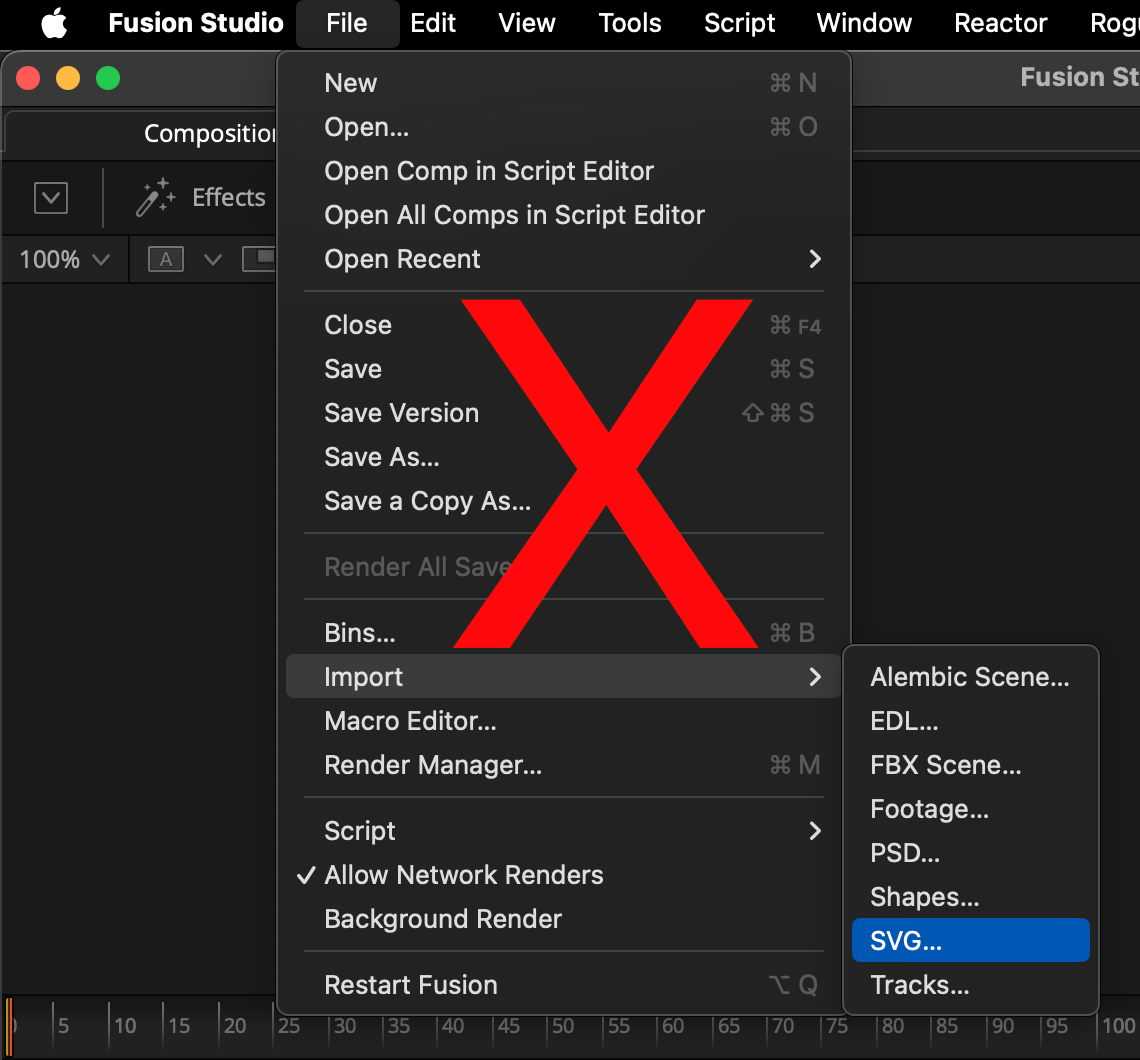 Fusion Studio File Edit View Tools Script Window Reactor Rog
Fusion St
Composition
Effects
100% A
New ⌘ N
Open... ⌘ O
Open Comp in Script Editor
Open All Comps in Script Editor
Open Recent
Close ⌘ F4
Save ⌘ S
Save Version ⇧ ⌘ S
Save As...
Save a Copy As...
Render All Save
Bins... ⌘ B
Import
Macro Editor...
Render Manager... ⌘ M
Script
✓ Allow Network Renders
Background Render
Restart Fusion ⌥ Q
Alembic Scene...
EDL...
FBX Scene...
Footage...
PSD...
Shapes...
SVG...
Tracks...
X
5 10 15 20 25 30 35 40 45 50 55 60 65 70 75 80 85 90 95 100